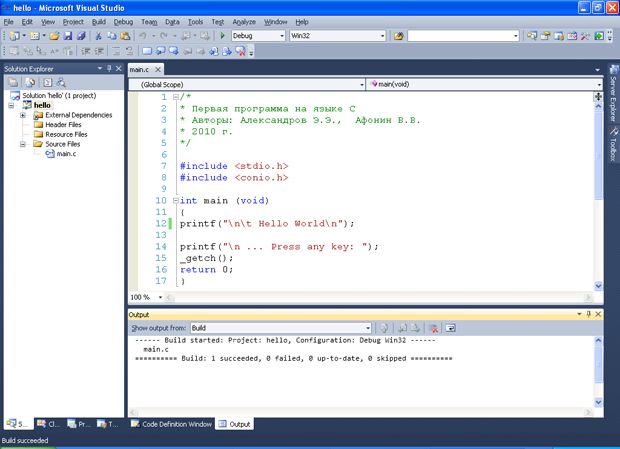 hello - Microsoft Visual Studio
File Edit View Project Build Debug Team Data Tools Test Analyze Window Help
Debug Win32
Solution Explorer
Solution 'hello' (1 project)
hello
External Dependencies
Header Files
Resource Files
Source Files
main.c
main.c
(Global Scope) main(void)
1 /*
2 * Первая программа на языке С
3 * Авторы: Александров Э.Э., Афонин В.В.
4 * 2010 г.
5 */
6
7 #include <stdio.h>
8 #include <conio.h>
9
10 int main (void)
11 {
12 printf("\n\t Hello World\n");
13
14 printf("\n ... Press any key: ");
15 _getch();
16 return 0;
17 }
100 %
Output
Show output from: Build
------ Build started: Project: hello, Configuration: Debug Win32 ------
main.c
========== Build: 1 succeeded, 0 failed, 0 up-to-date, 0 skipped ==========
S... Cl... Pr... T... Code Definition Window Output
Build succeeded
Server Explorer
Toolbox